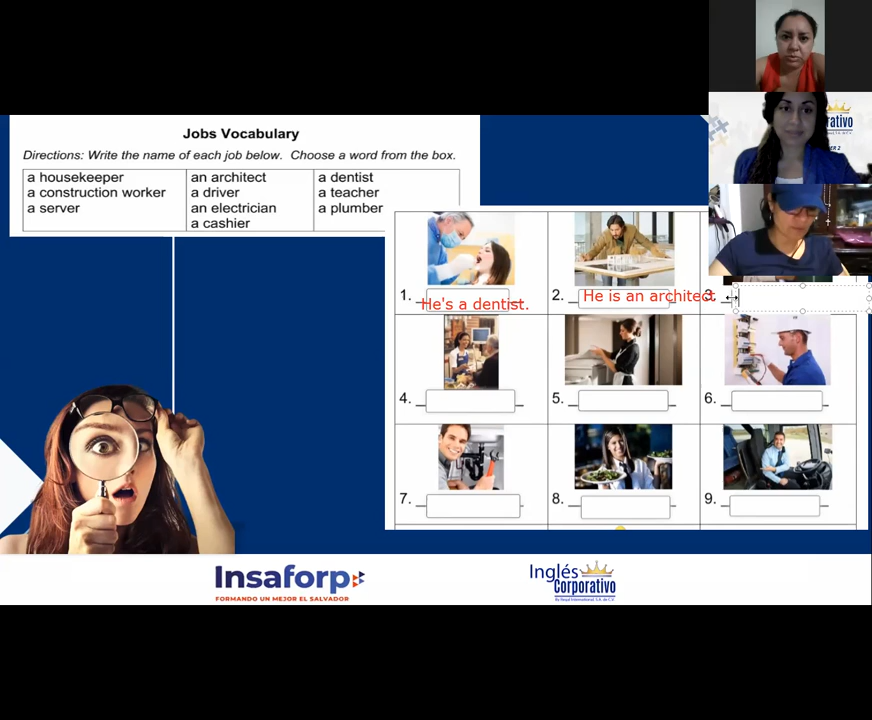 Jobs Vocabulary
Directions: Write the name of each job below. Choose a word from the box.
a housekeeper
a construction worker
a server
an architect
a driver
an electrician
a cashier
a dentist
a teacher
a plumber
1. He's a dentist.
2. He is an architect.
3.
4.
5.
6.
7.
8.
9.
Insaforp
FORMANDO UN MEJOR EL SALVADOR
Inglés
Corporativo